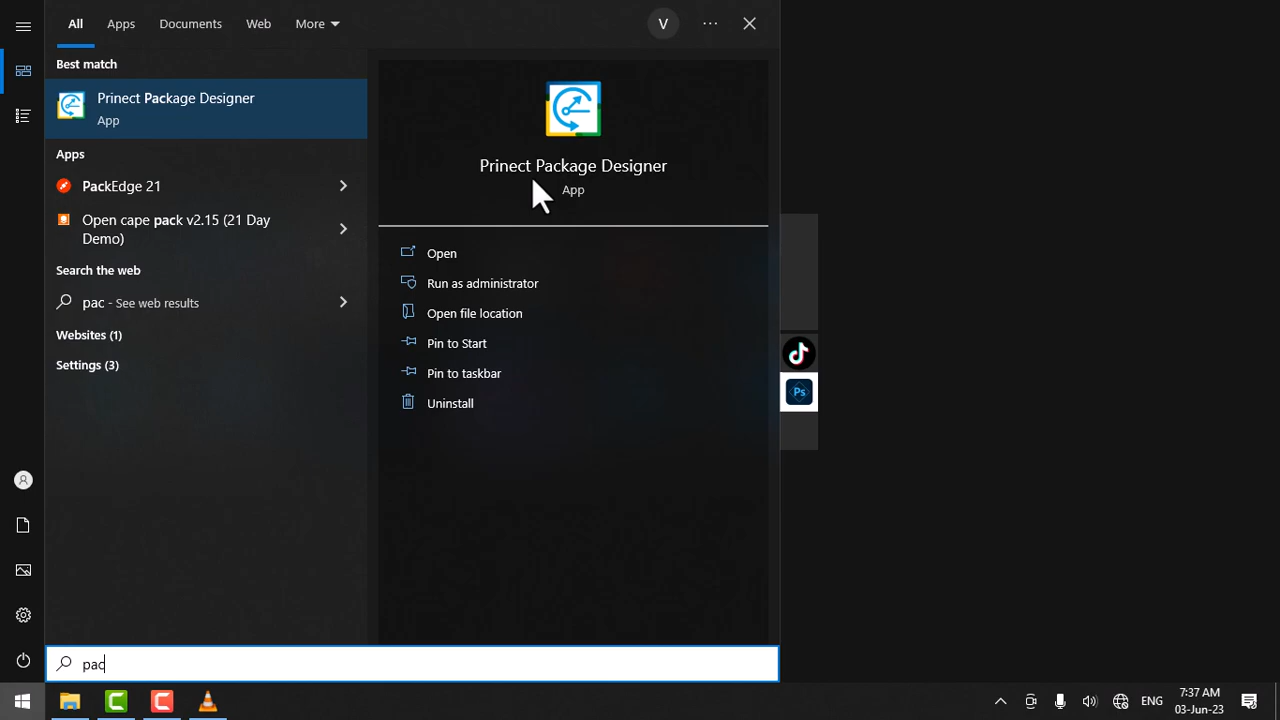 All Apps Documents Web More V ... 
Best match
Prinect Package Designer
App
Apps
PackEdge 21
Open cape pack v2.15 (21 Day
Demo)
Search the web
pac - See web results
Websites (1)
Settings (3)
Prinect Package Designer
App
Open
Run as administrator
Open file location
Pin to Start
Pin to taskbar
Uninstall
Ps
pac
ENG
7:37 AM
03-Jun-23